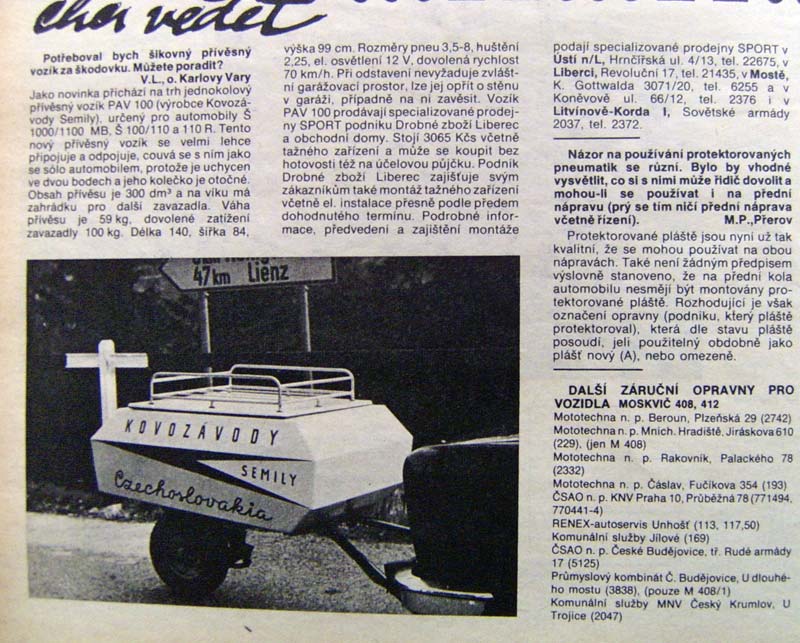 chci vědět
Potřeboval bych šikovný přívěsný
vozík za škodovku. Můžete poradit?
V.L., o. Karlovy Vary
Jako novinka přichází na trh jednokolový
přívěsný vozík PAV 100 (výrobce Kovozá-
vody Semily), určený pro automobily Š
1000/1100 MB, Š 100/110 a 110 R. Tento
nový přívěsný vozík se velmi lehce
připojuje a odpojuje, couvá se s ním jako
se sólo automobilem, protože je uchycen
ve dvou bodech a jeho kolečko je otočné.
Obsah přívěsu je 300 dm³ a na víku má
zahrádku pro další zavazadla. Váha
přívěsu je 59 kg, dovolené zatížení
zavazadly 100 kg. Délka 140, šířka 84,
výška 99 cm. Rozměry pneu 3,5-8, huštění
2,25, el. osvětlení 12 V, dovolená rychlost
70 km/h. Při odstavení nevyžaduje zvlášt-
ní garážovací prostor, lze jej opřít o stěnu
v garáži, případně na ni zavěsit. Vozík
PAV 100 prodávají specializované prodej-
ny SPORT podniku Drobné zboží Liberec
a obchodní domy. Stojí 3065 Kčs včetně
tažného zařízení a může se koupit bez
hotovosti též na účelovou půjčku. Podnik
Drobné zboží Liberec zajišťuje svým
zákazníkům také montáž tažného zařízení
včetně el. instalace přesně podle předem
dohodnutého termínu. Podrobné infor-
mace, předvedení a zajištění montáže
podají specializované prodejny SPORT v
Ústí n/L, Hrnčířská ul. 4/13, tel. 22675, v
Liberci, Revoluční 17, tel. 21435, v Mostě,
K. Gottwalda 3071/20, tel. 6255 a v
Koněvově ul. 66/12, tel. 2376 i v
Litvínově-Korda I, Sovětské armády
2037, tel. 2372.
Názor na používání protektorovaných
pneumatik se různí. Bylo by vhodné
vysvětlit, co si s nimi může řidič dovolit a
mohou-li se používat i na přední
nápravu (prý se tím ničí přední náprava
včetně řízení). M.P., Přerov
Protektorované pláště jsou nyní už tak
kvalitní, že se mohou používat na obou
nápravách. Také není žádným předpisem
výslovně stanoveno, že na přední kola
automobilu nesmějí být montovány pro-
tektorované pláště. Rozhodující je však
označení opravny (podniku, který pláště
protektoroval), která dle stavu pláště
posoudí, jeli použitelný obdobně jako
plášť nový (A), nebo omezeně.
DALŠÍ ZÁRUČNÍ OPRAVNY PRO
VOZIDLA MOSKVIČ 408, 412
Mototechna n. p. Beroun, Plzeňská 29 (2742)
Mototechna n. p. Mnich. Hradiště, Jiráskova 610
(229), (jen M 408)
Mototechna n. p. Rakovník, Palackého 78
(2332)
Mototechna n. p. Čáslav, Fučíkova 354 (193)
ČSAO n. p. KNV Praha 10, Průběžná 78 (771494,
770441-4)
RENEX-autoservis Unhošť (113, 117,50)
Komunální služby Jílové (169)
ČSAO n. p. České Budějovice, tř. Rudé armády
17 (5125)
Průmyslový kombinát Č. Budějovice, U dlouhé-
ho mostu (3838), (pouze M 408/1)
Komunální služby MNV Český Krumlov, U
Trojice (2047)
47 km Lienz
KOVOZÁVODY
SEMILY
Czechoslovakia